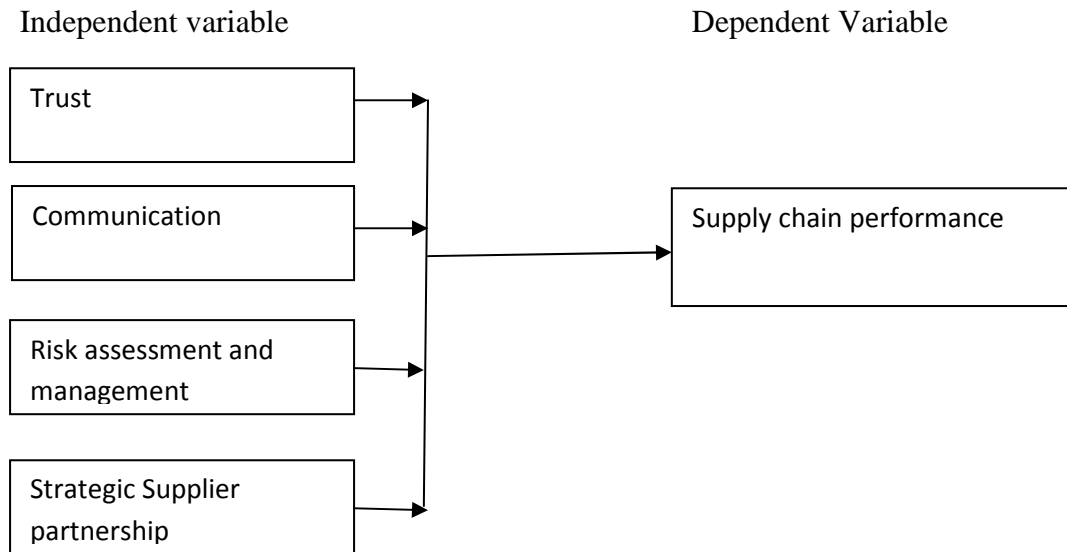 Independent variable
Dependent Variable
Trust
Communication
Supply chain performance
Risk assessment and
management
Strategic Supplier
partnership